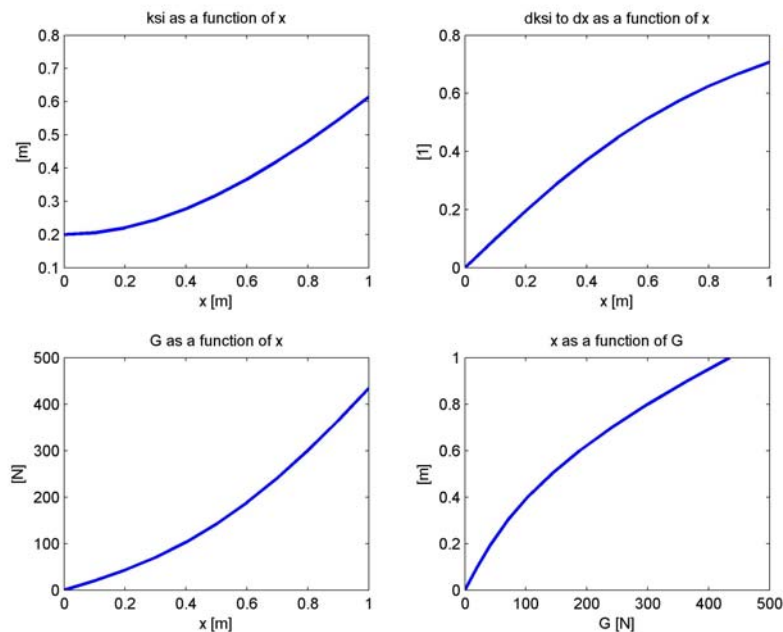 ksi as a function of x
0.8
0.7
0.6
0.5
0.4
0.3
0.2
0.1
[m]
0 0.2 0.4 0.6 0.8 1
x [m]
dksi to dx as a function of x
0.8
0.6
0.4
0.2
0
[1]
0 0.2 0.4 0.6 0.8 1
x [m]
G as a function of x
500
400
300
200
100
0
[N]
0 0.2 0.4 0.6 0.8 1
x [m]
x as a function of G
1
0.8
0.6
0.4
0.2
0
[m]
0 100 200 300 400 500
G [N]